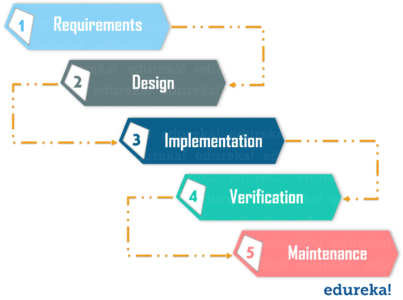 1 Requirements
2 Design
3 Implementation
4 Verification
5 Maintenance
edureka!